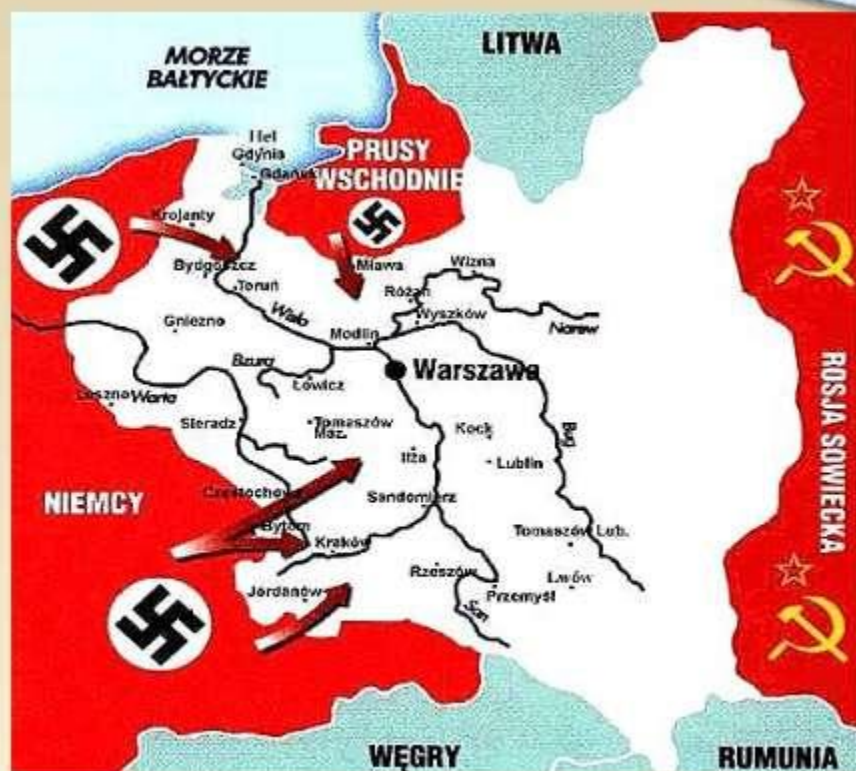 MORZE
BAŁTYCKIE
LITWA
Hel
Gdynia
Gdańsk
PRUSY
WSCHODNIE
Krojanty
Bydgoszcz
Toruń
Mława
Wizna
Różan
Wyszków
Narew
Gniezno
Wisła
Modlin
Bzura
Łowicz
Warszawa
Leszno
Warta
Sieradz
Tomaszów
Maz.
Kock
Bug
Iłża
Lublin
ROSJA SOWIECKA
NIEMCY
Częstochowa
Sandomierz
Bytom
Kraków
Tomaszów Lub.
Rzeszów
Lwów
Jordanów
Przemyśl
San
WĘGRY
RUMUNIA